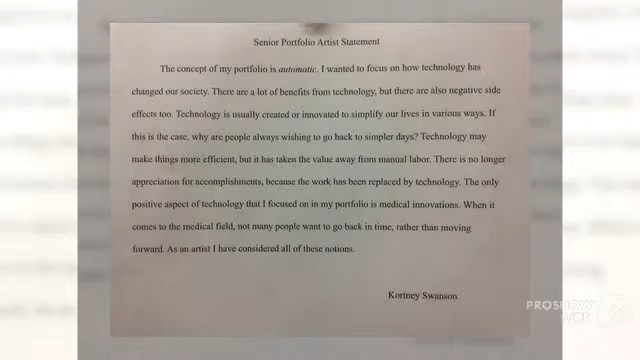 Senior Portfolio Artist Statement
The concept of my portfolio is automatic. I wanted to focus on how technology has
changed our society. There are a lot of benefits from technology, but there are also negative side
effects too. Technology is usually created or innovated to simplify our lives in various ways. If
this is the case, why are people always wishing to go back to simpler days? Technology may
make things more efficient, but it has taken the value away from manual labor. There is no longer
appreciation for accomplishments, because the work has been replaced by technology. The only
positive aspect of technology that I focused on in my portfolio is medical innovations. When it
comes to the medical field, not many people want to go back in time, rather than moving
forward. As an artist I have considered all of these notions.
Kortney Swanson
PROSHOW